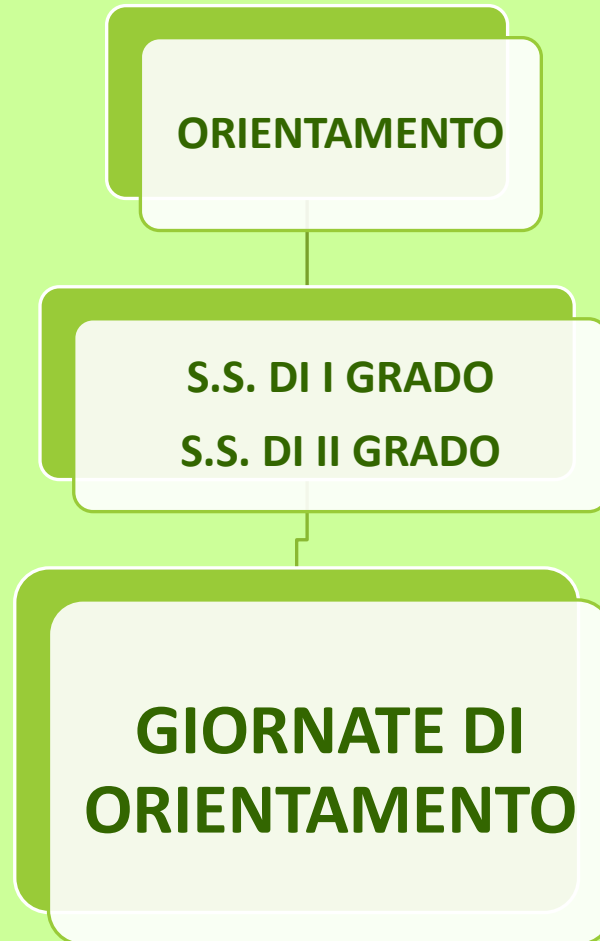 ORIENTAMENTO
S.S. DI I GRADO
S.S. DI II GRADO
GIORNATE DI
ORIENTAMENTO